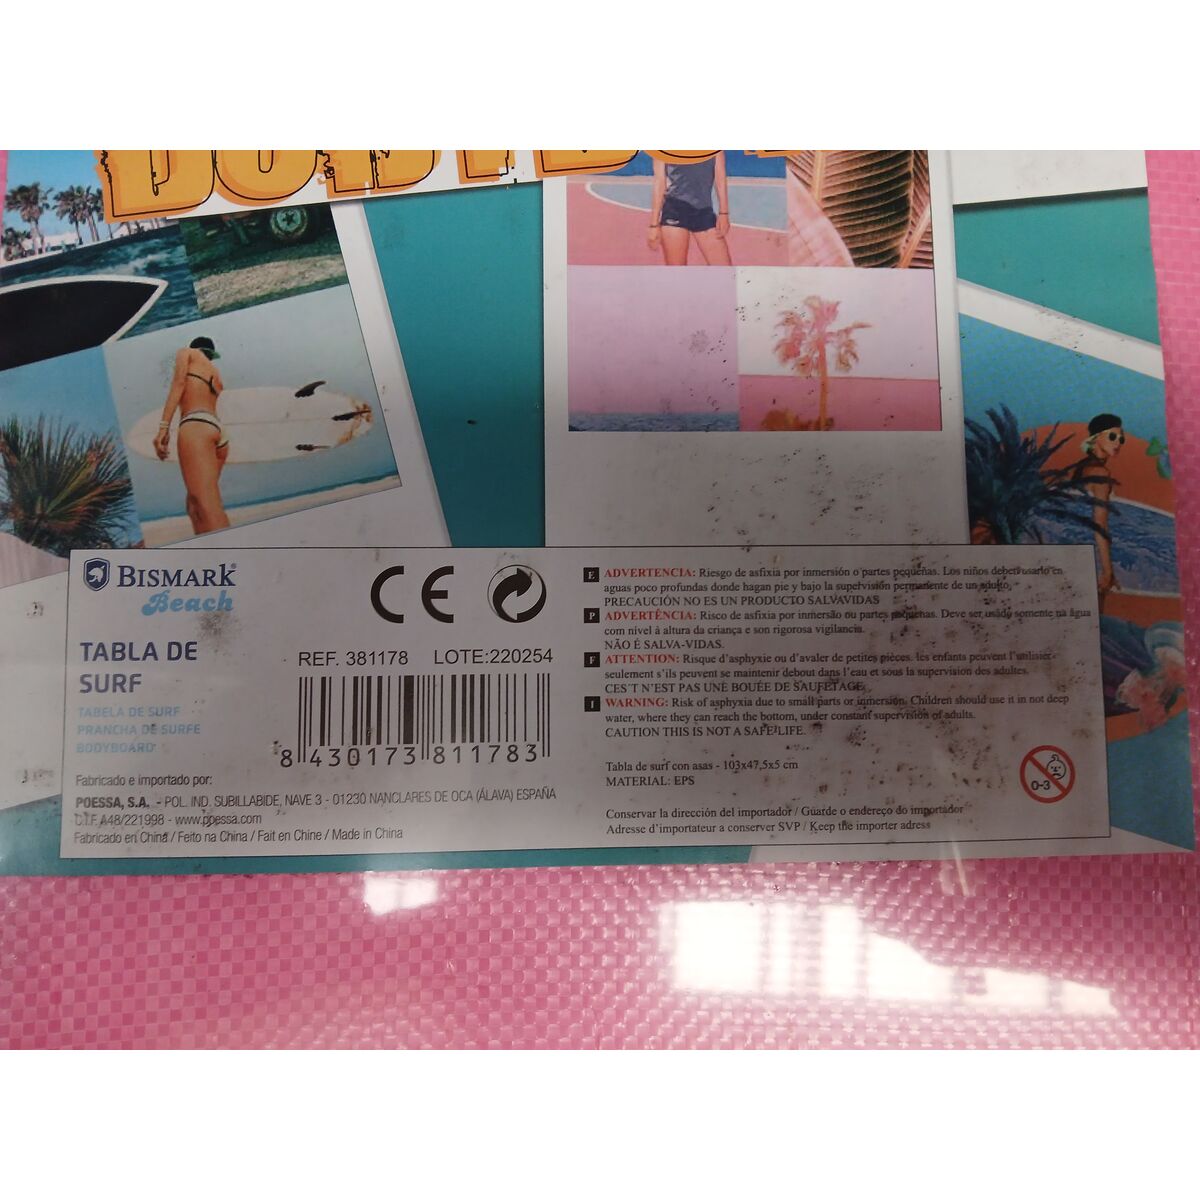 BODYBO
BISMARK®
Beach
TABLA DE
SURF
TABELA DE SURF
PRANCHA DE SURFE
BODYBOARD
Fabricado e importado por:
POESSA, S.A. - POL. IND. SUBILLABIDE, NAVE 3 - 01230 NANCLARES DE OCA (ÁLAVA) ESPAÑA
C.I.F. A48/221998 - www.ppessa.com
Fabricado en China / Feito na China / Fait en Chine / Made in China
CE
REF. 381178 LOTE:220254
8 430173 811783
E ADVERTENCIA: Riesgo de asfixia por inmersión o partes pequeñas. Los niños deben usarlo en
aguas poco profundas donde hagan pie y bajo la supervisión permanente de un adulto.
PRECAUCIÓN NO ES UN PRODUCTO SALVAVIDAS
P ADVERTÊNCIA: Risco de asfixia por inmersão ou partes pequenas. Deve ser usado somente na água
com nível à altura da criança e son rigorosa vigilancia.
NÃO É SALVA-VIDAS.
F ATTENTION: Risque d'asphyxie ou d'avaler de petites pièces. les enfants peuvent l'utilisier
seulement s'ils peuvent se maintenir debout dans l'eau et sous la supervision des adultes.
CES´T N'EST PAS UNE BOUÉE DE SAUFETAGE.
I WARNING: Risk of asphyxia due to small parts or inmersion. Children should use it in not deep
water, where they can reach the bottom, under constant supervision of adults.
CAUTION THIS IS NOT A SAFE LIFE.
Tabla de surf con asas - 103x47,5x5 cm
MATERIAL: EPS
0-3
Conservar la dirección del importador / Guarde o endereço do importador
Adresse d'importateur a conserver SVP / Keep the importer adress